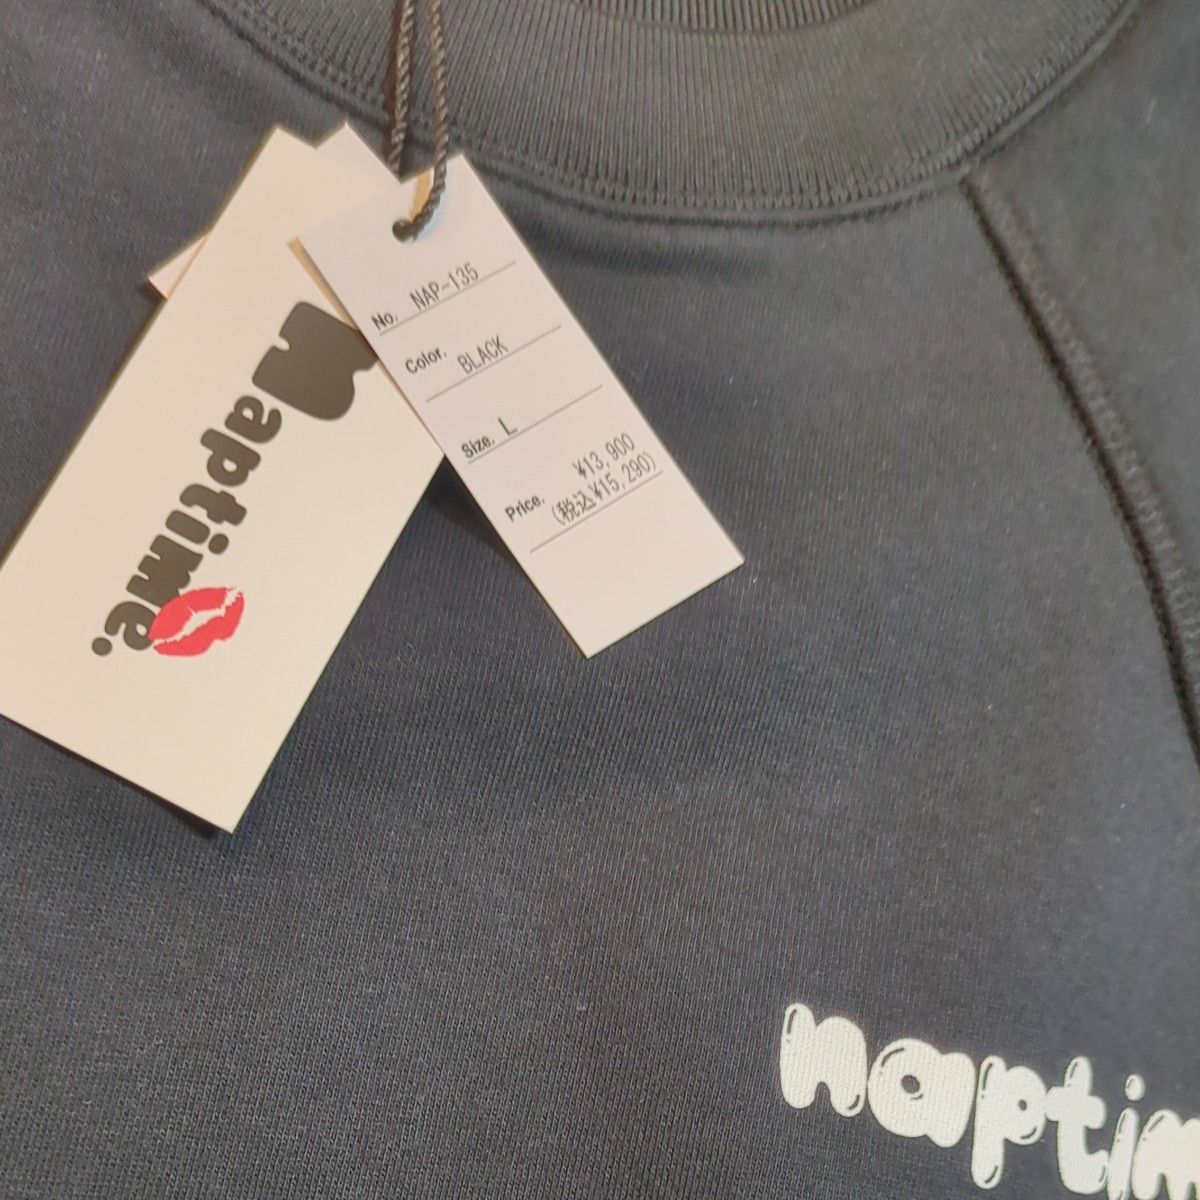 Naptime.
No. NAP-135
Color. BLACK
Size. L
Price. ¥13,900
(税込¥15,290)
naptim